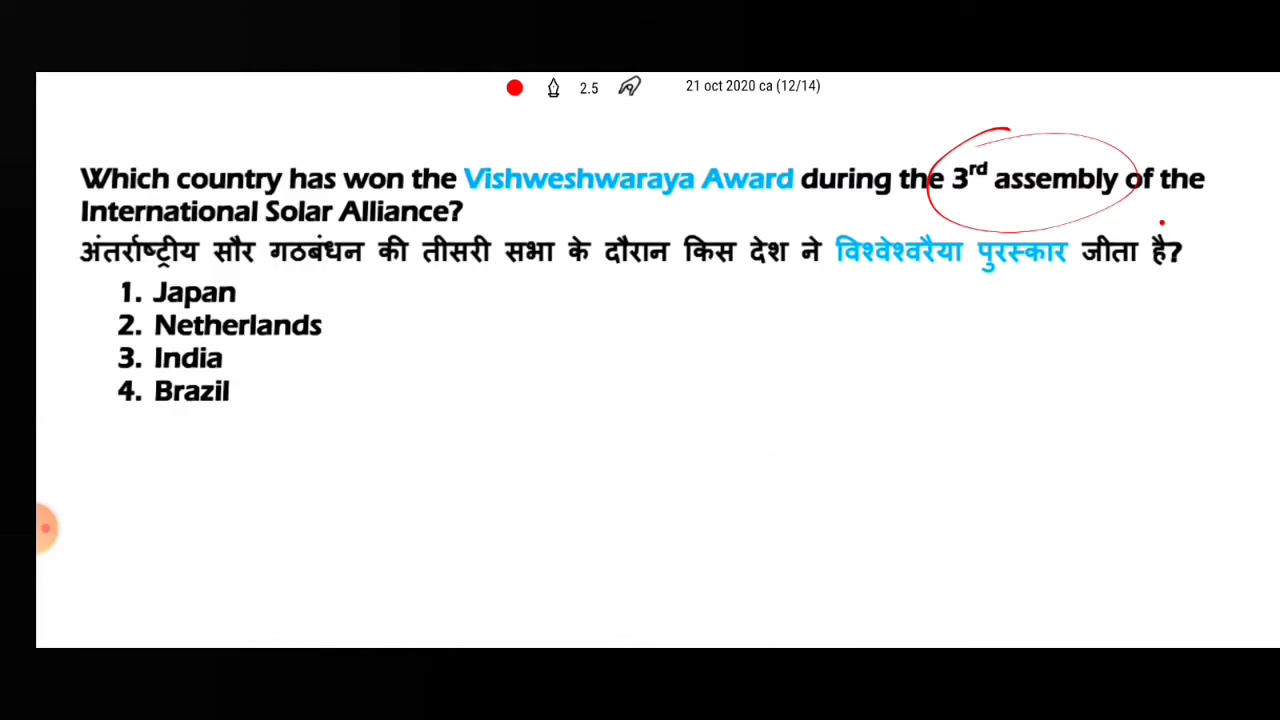 2.5 21 oct 2020 ca (12/14)
Which country has won the Vishweshwaraya Award during the 3rd assembly of the
International Solar Alliance?
अंतर्राष्ट्रीय सौर गठबंधन की तीसरी सभा के दौरान किस देश ने विश्वेश्वरैया पुरस्कार जीता है?
1. Japan
2. Netherlands
3. India
4. Brazil